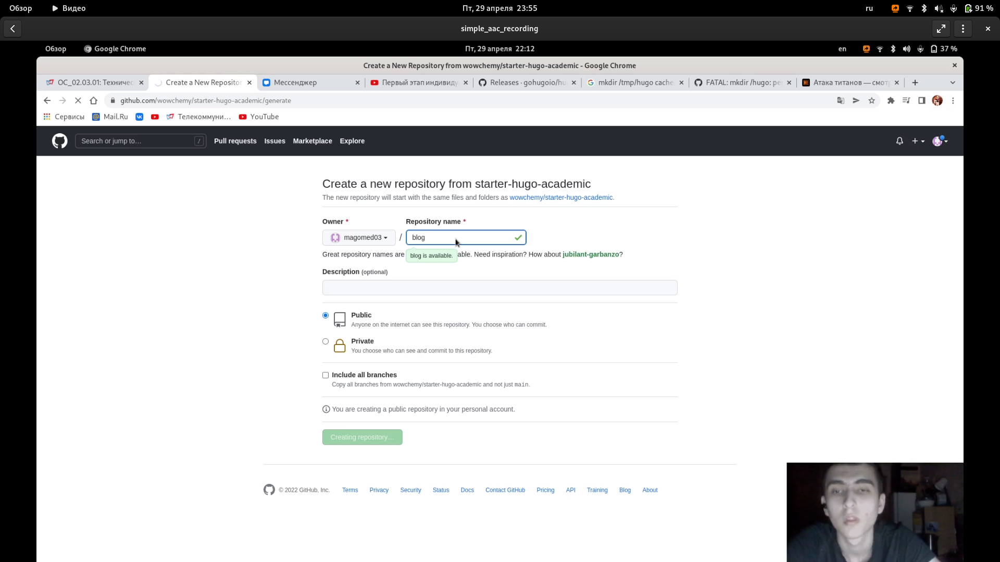 Обзор Видео Пт, 29 апреля 23:55 ru 91 %
simple_aac_recording
Обзор Google Chrome Пт, 29 апреля 22:12 en 37 %
Create a New Repository from wowchemy/starter-hugo-academic - Google Chrome
ОС_02.03.01: Техничес Create a New Repositor Мессенджер Первый этап индивиду Releases · gohugoio/hu mkdir /tmp/hugo cache FATAL: mkdir /hugo: pe Атака титанов — смот
github.com/wowchemy/starter-hugo-academic/generate
Сервисы Mail.Ru Телекоммуни... YouTube
Search or jump to... / Pull requests Issues Marketplace Explore
Create a new repository from starter-hugo-academic
The new repository will start with the same files and folders as wowchemy/starter-hugo-academic.
Owner * Repository name *
magomed03 / blog
Great repository names are able. Need inspiration? How about jubilant-garbanzo?
blog is available.
Description (optional)
Public
Anyone on the internet can see this repository. You choose who can commit.
Private
You choose who can see and commit to this repository.
Include all branches
Copy all branches from wowchemy/starter-hugo-academic and not just main.
You are creating a public repository in your personal account.
Creating repository...
© 2022 GitHub, Inc. Terms Privacy Security Status Docs Contact GitHub Pricing API Training Blog About